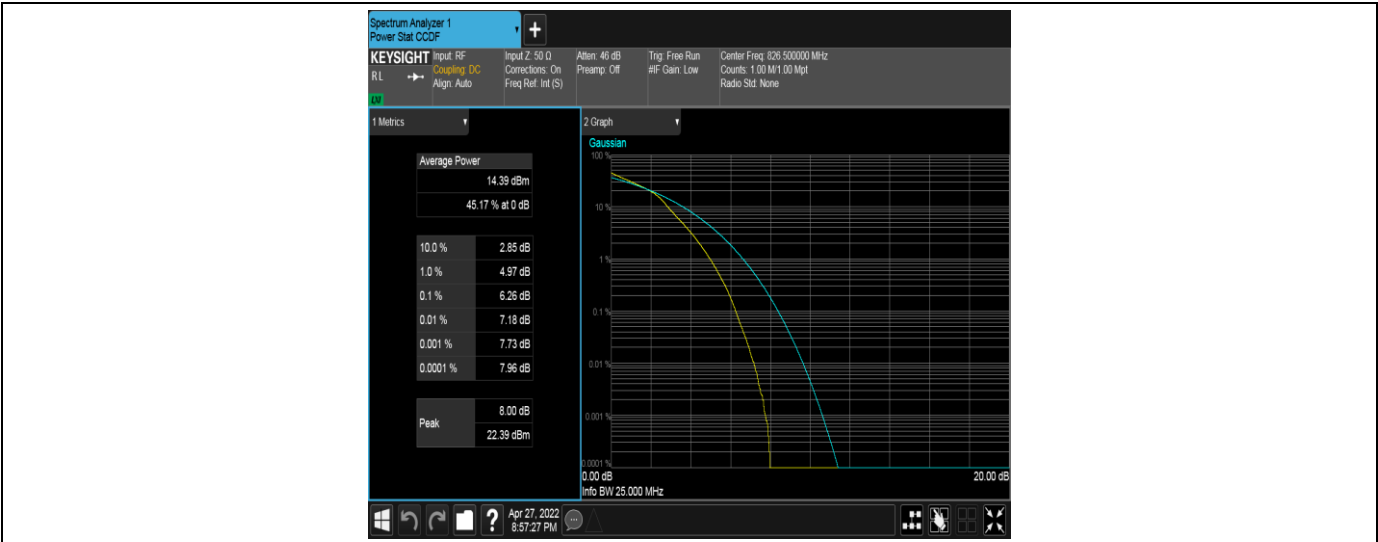 Spectrum Analyzer 1
Power Stat CCDF
+
KEYSIGHT
RL
Input: RF
Coupling: DC
Align: Auto
Input Z: 50 Ω
Corrections: On
Freq Ref: Int (S)
Atten: 46 dB
Preamp: Off
Trig: Free Run
#IF Gain: Low
Center Freq: 826.500000 MHz
Counts: 1.00 M/1.00 Mpt
Radio Std: None
1 Metrics
Average Power
14.39 dBm
45.17 % at 0 dB
10.0 % 2.85 dB
1.0 % 4.97 dB
0.1 % 6.26 dB
0.01 % 7.18 dB
0.001 % 7.73 dB
0.0001 % 7.96 dB
Peak
8.00 dB
22.39 dBm
2 Graph
Gaussian
100 %
10 %
1 %
0.1 %
0.01 %
0.001 %
0.0001 %
0.00 dB 20.00 dB
Info BW 25.000 MHz
?
Apr 27, 2022
8:57:27 PM